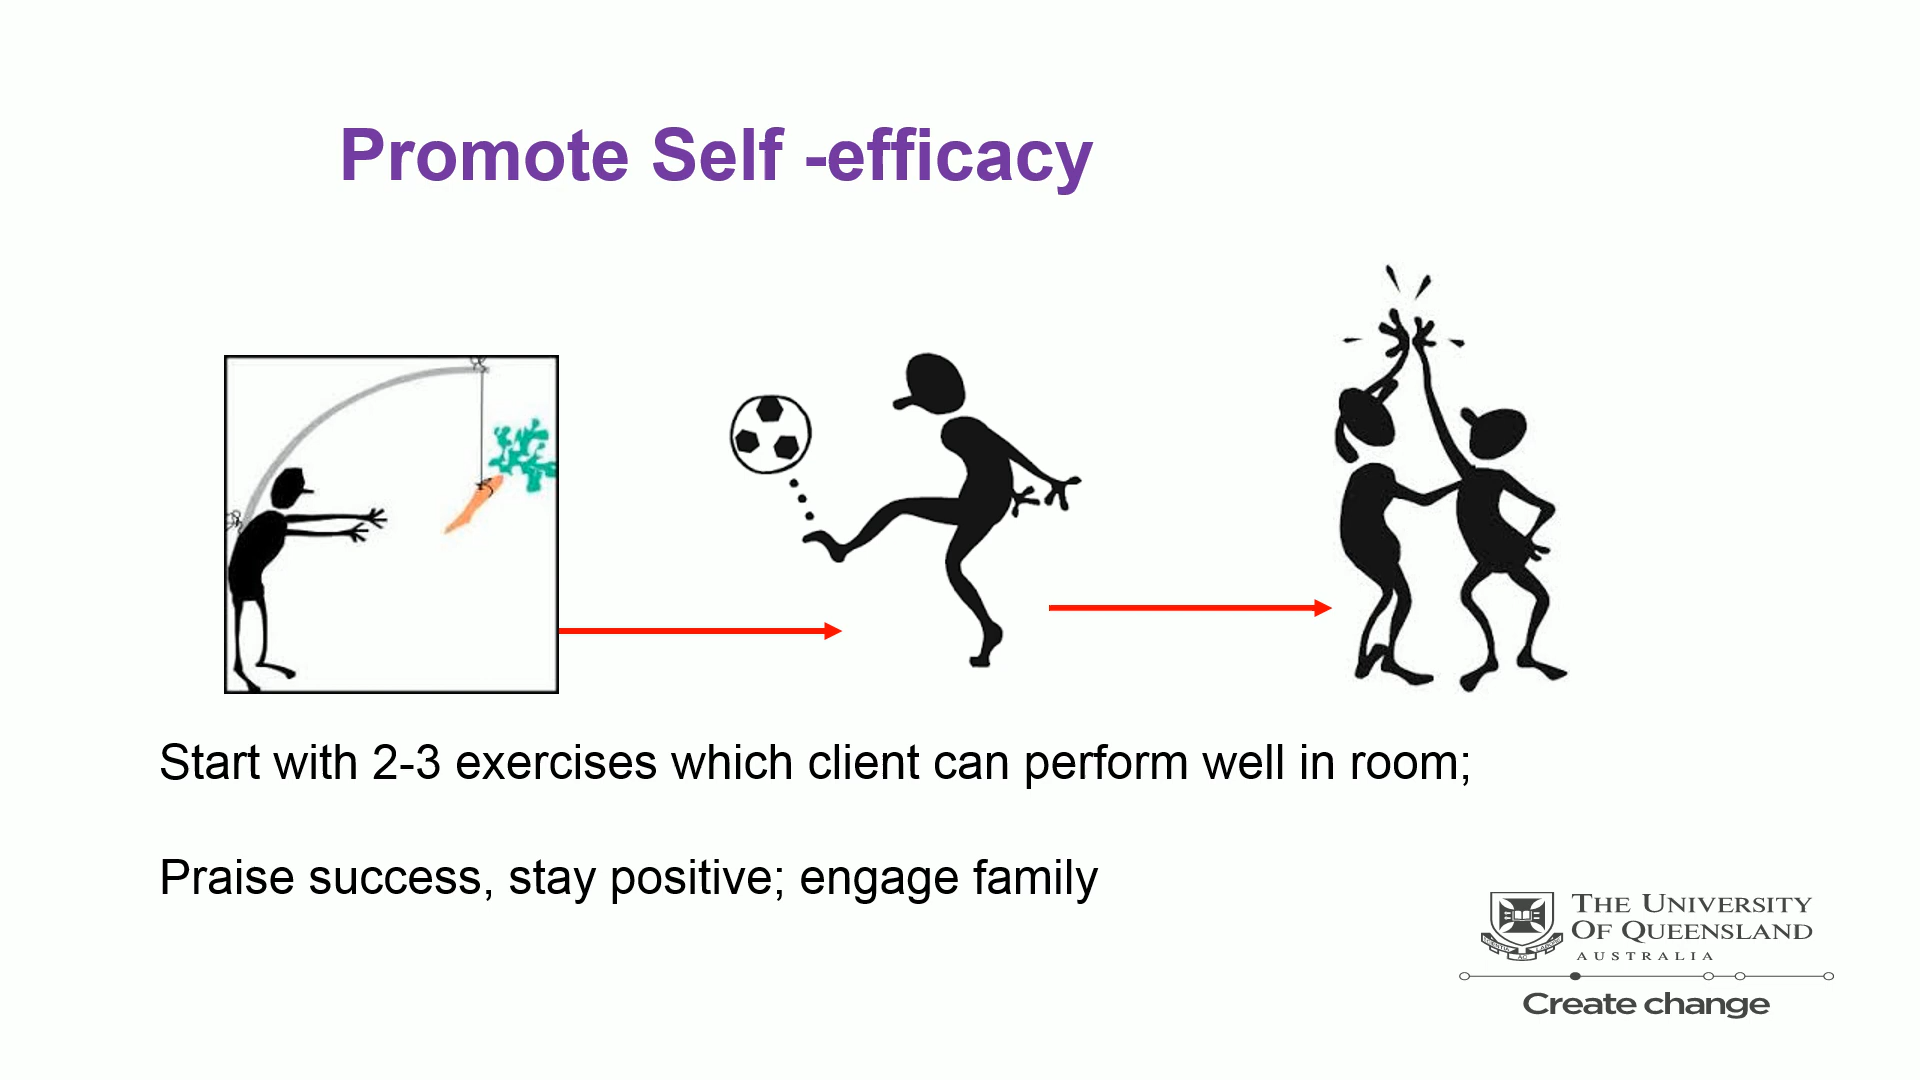 Promote Self -efficacy
Start with 2-3 exercises which client can perform well in room;
Praise success, stay positive; engage family
THE UNIVERSITY
OF QUEENSLAND
AUSTRALIA
Create change